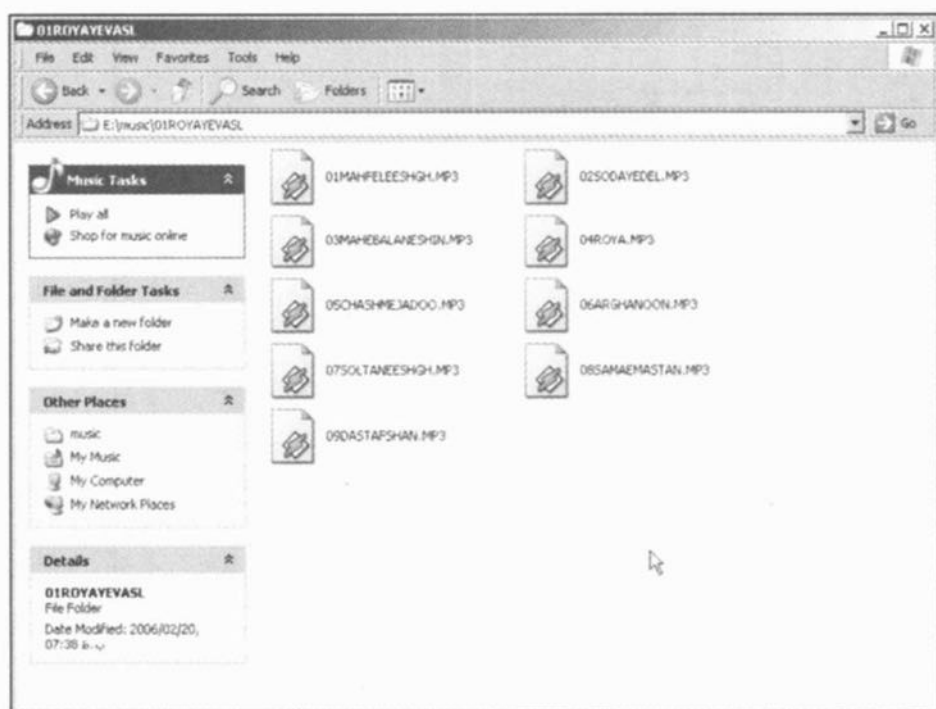 01ROYAYEVASL
File Edit View Favorites Tools Help
Back Search Folders
Address E:\music\01ROYAYEVASL Go
Music Tasks
Play all
Shop for music online
File and Folder Tasks
Make a new folder
Share this folder
Other Places
music
My Music
My Computer
My Network Places
Details
01ROYAYEVASL
File Folder
Date Modified: 2006/02/20,
07:38
01MAHFELEESHGH.MP3
02SODAYEDEL.MP3
03MAHEBALANESHIN.MP3
04ROYA.MP3
05CHASHMEJADOO.MP3
06ARGHANOON.MP3
07SOLTANEESHGH.MP3
08SAMAEMASTAN.MP3
09DASTAFSHAN.MP3